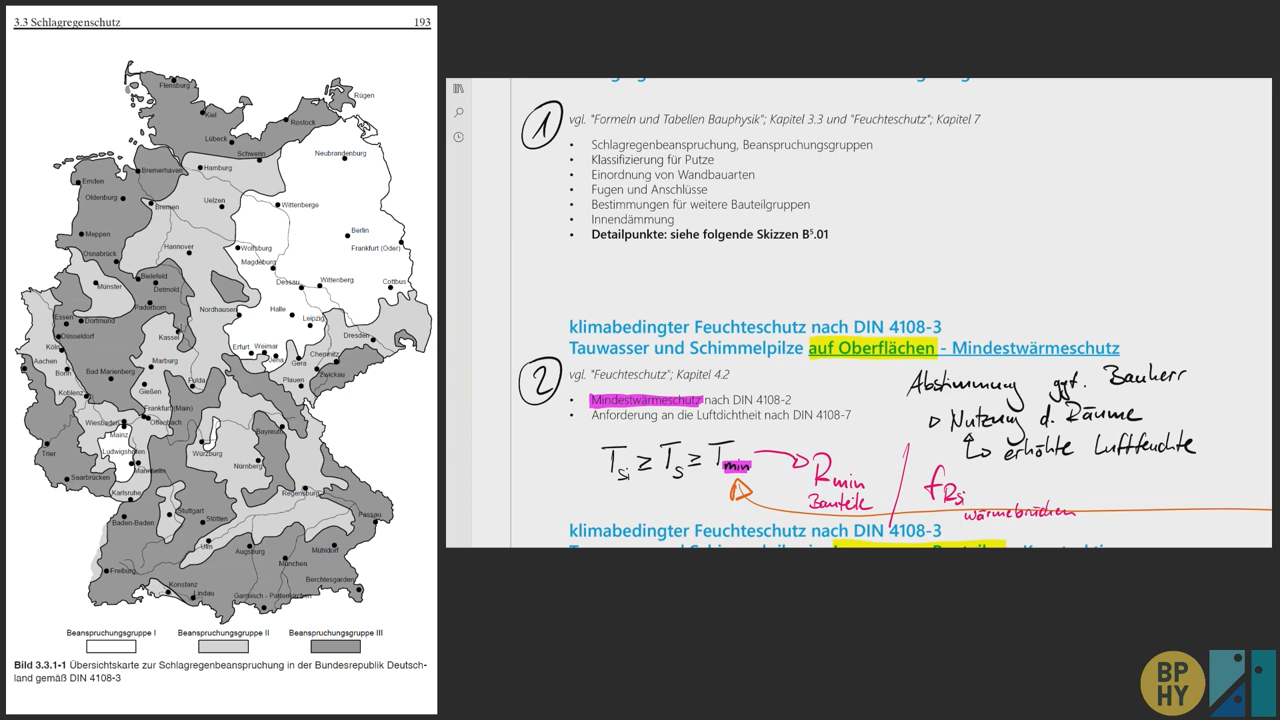 3.3 Schlagregenschutz 193
Flensburg
Rügen
Kiel
Rostock
Lübeck
Schwerin
Neubrandenburg
Hamburg
Bremerhaven
Emden
Oldenburg
Uelzen
Wittenberge
Bremen
Berlin
Meppen
Hannover
Wolfsburg
Frankfurt (Oder)
Osnabrück
Magdeburg
Bielefeld
Dessau
Wittenberg
Cottbus
Münster
Detmold
Paderborn
Nordhausen
Halle
Leipzig
Essen
Dortmund
Düsseldorf
Kassel
Dresden
Köln
Erfurt
Weimar
Jena
Gera
Chemnitz
Aachen
Marburg
Zwickau
Bonn
Bad Marienberg
Fulda
Plauen
Koblenz
Gießen
Frankfurt (Main)
Offenbach
Wiesbaden
Mainz
Bayreuth
Trier
Ludwigshafen
Würzburg
Mannheim
Nürnberg
Saarbrücken
Karlsruhe
Regensburg
Stuttgart
Baden-Baden
Stötten
Passau
Ulm
Augsburg
Mühldorf
München
Freiburg
Berchtesgaden
Konstanz
Lindau
Garmisch - Partenkirchen
Beanspruchungsgruppe I Beanspruchungsgruppe II Beanspruchungsgruppe III
Bild 3.3.1-1 Übersichtskarte zur Schlagregenbeanspruchung in der Bundesrepublik Deutsch-
land gemäß DIN 4108-3
1
vgl. "Formeln und Tabellen Bauphysik"; Kapitel 3.3 und "Feuchteschutz"; Kapitel 7
• Schlagregenbeanspruchung, Beanspruchungsgruppen
• Klassifizierung für Putze
• Einordnung von Wandbauarten
• Fugen und Anschlüsse
• Bestimmungen für weitere Bauteilgruppen
• Innendämmung
• Detailpunkte: siehe folgende Skizzen Bˢ.01
klimabedingter Feuchteschutz nach DIN 4108-3
Tauwasser und Schimmelpilze auf Oberflächen - Mindestwärmeschutz
2
vgl. "Feuchteschutz"; Kapitel 4.2
• Mindestwärmeschutz nach DIN 4108-2
• Anforderung an die Luftdichtheit nach DIN 4108-7
Abstimmung ggf. Bauherr
Nutzung d. Räume
erhöhte Luftfeuchte
Tsi ≥ Ts ≥ Tmin
Rmin
Bauteile
fRsi
Wärmebrücken
klimabedingter Feuchteschutz nach DIN 4108-3
BP
HY